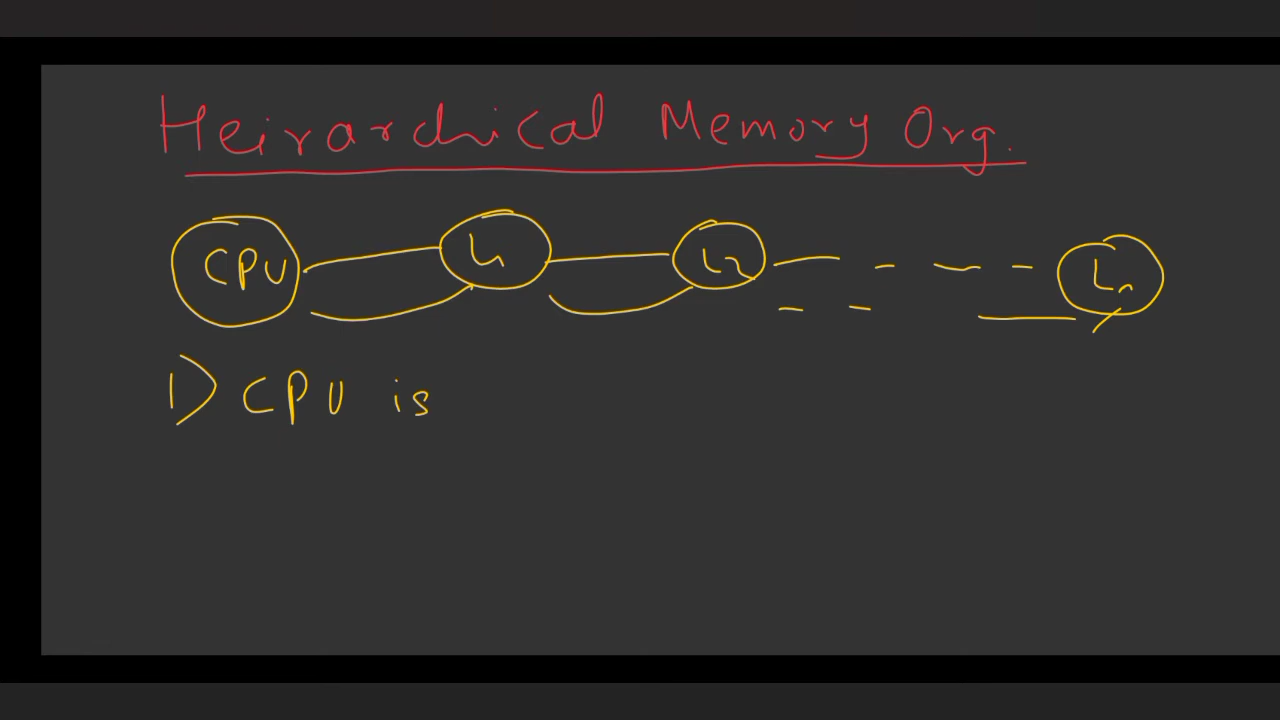 Heirarchical Memory Org.
CPU L1 L2 Ln
1) CPU is